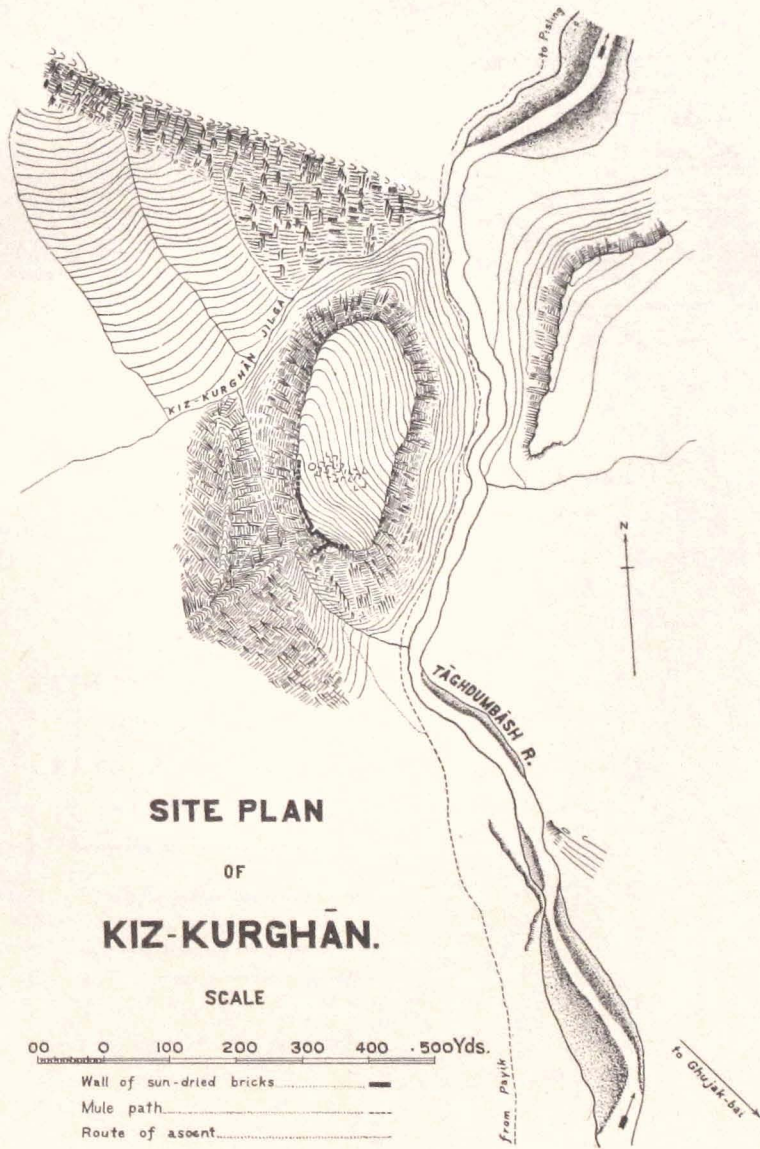 to Pisling
KIZ-KURGHĀN JILGA
N
TĀGHDUMBĀSH R.
SITE PLAN
OF
KIZ-KURGHĀN.
SCALE
00 0 100 200 300 400 500Yds.
Wall of sun-dried bricks
Mule path
Route of ascent
from Payik
to Ghujak-bai